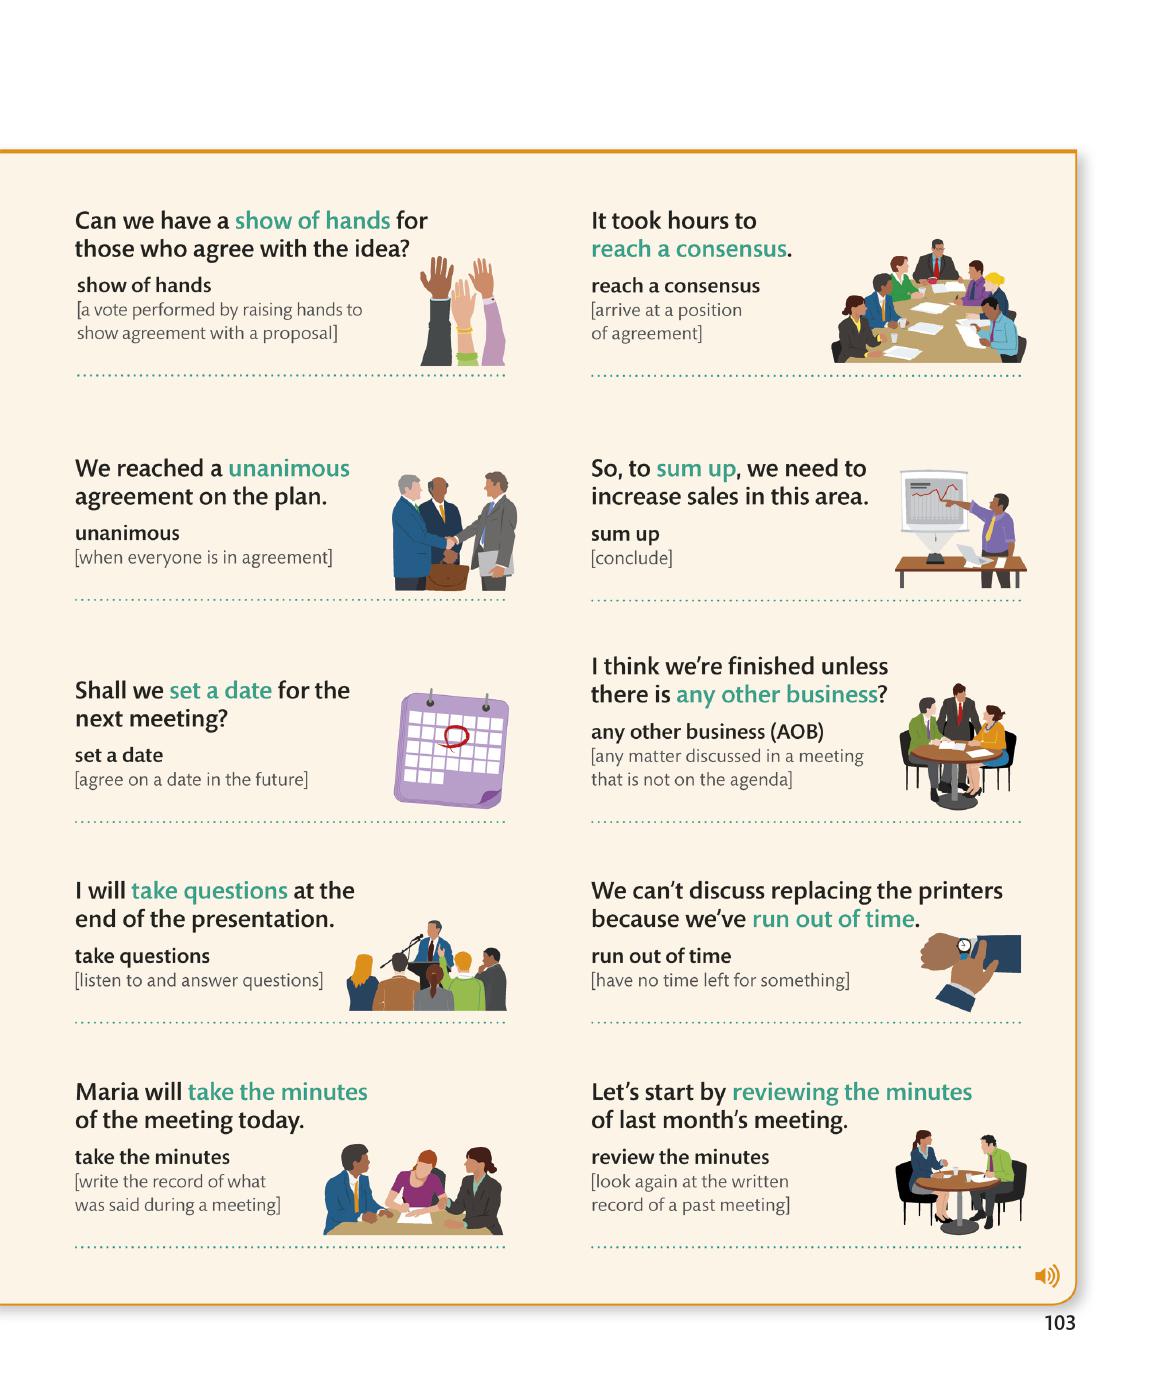 Can we have a show of hands for
those who agree with the idea?
show of hands
[a vote performed by raising hands to
show agreement with a proposal]
It took hours to
reach a consensus.
reach a consensus
[arrive at a position
of agreement]
We reached a unanimous
agreement on the plan.
unanimous
[when everyone is in agreement]
So, to sum up, we need to
increase sales in this area.
sum up
[conclude]
Shall we set a date for the
next meeting?
set a date
[agree on a date in the future]
I think we're finished unless
there is any other business?
any other business (AOB)
[any matter discussed in a meeting
that is not on the agenda]
I will take questions at the
end of the presentation.
take questions
[listen to and answer questions]
We can't discuss replacing the printers
because we've run out of time.
run out of time
[have no time left for something]
Maria will take the minutes
of the meeting today.
take the minutes
[write the record of what
was said during a meeting]
Let's start by reviewing the minutes
of last month's meeting.
review the minutes
[look again at the written
record of a past meeting]
103